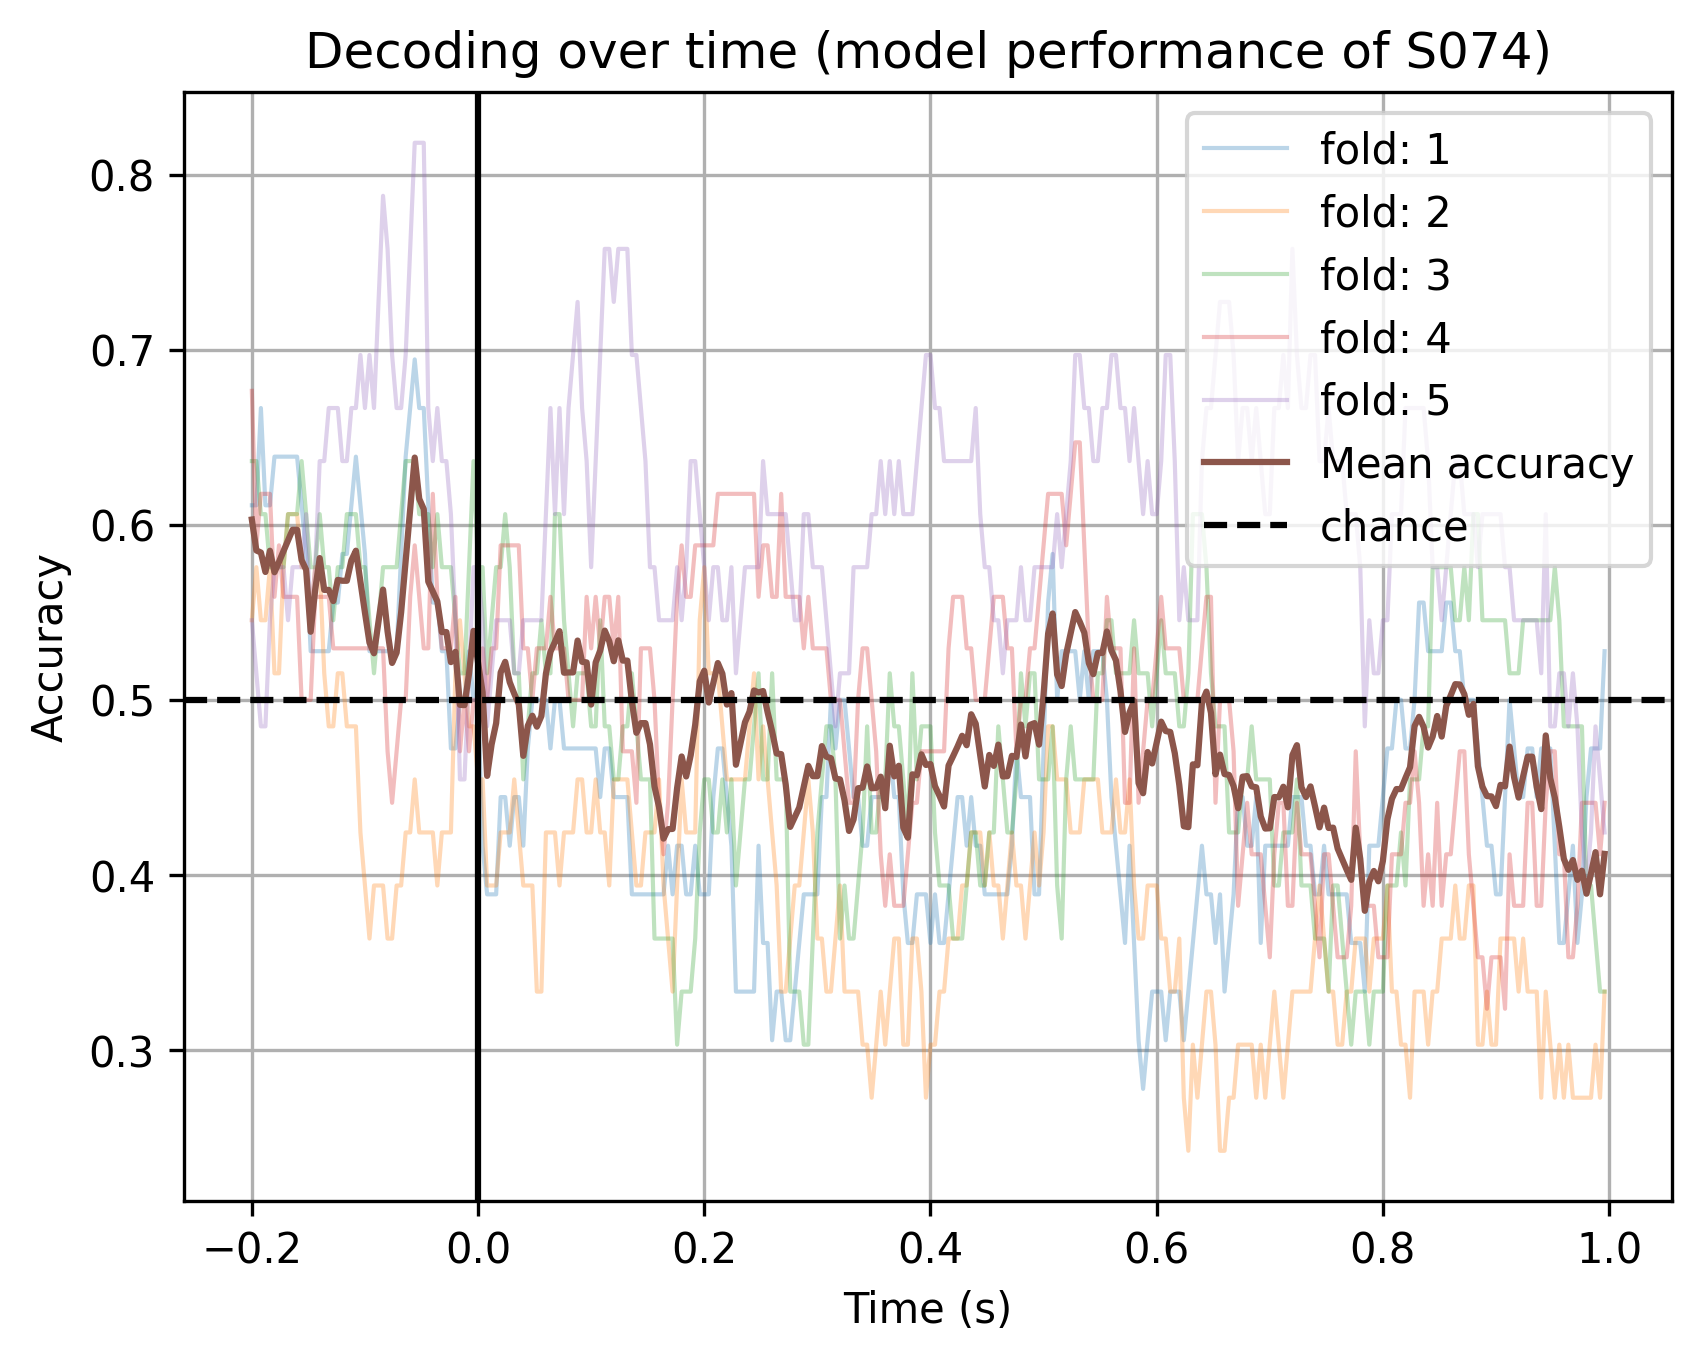 Decoding over time (model performance of S074)
fold: 1
fold: 2
fold: 3
fold: 4
fold: 5
Mean accuracy
chance
Accuracy
0.8
0.7
0.6
0.5
0.4
0.3
−0.2 0.0 0.2 0.4 0.6 0.8 1.0
Time (s)